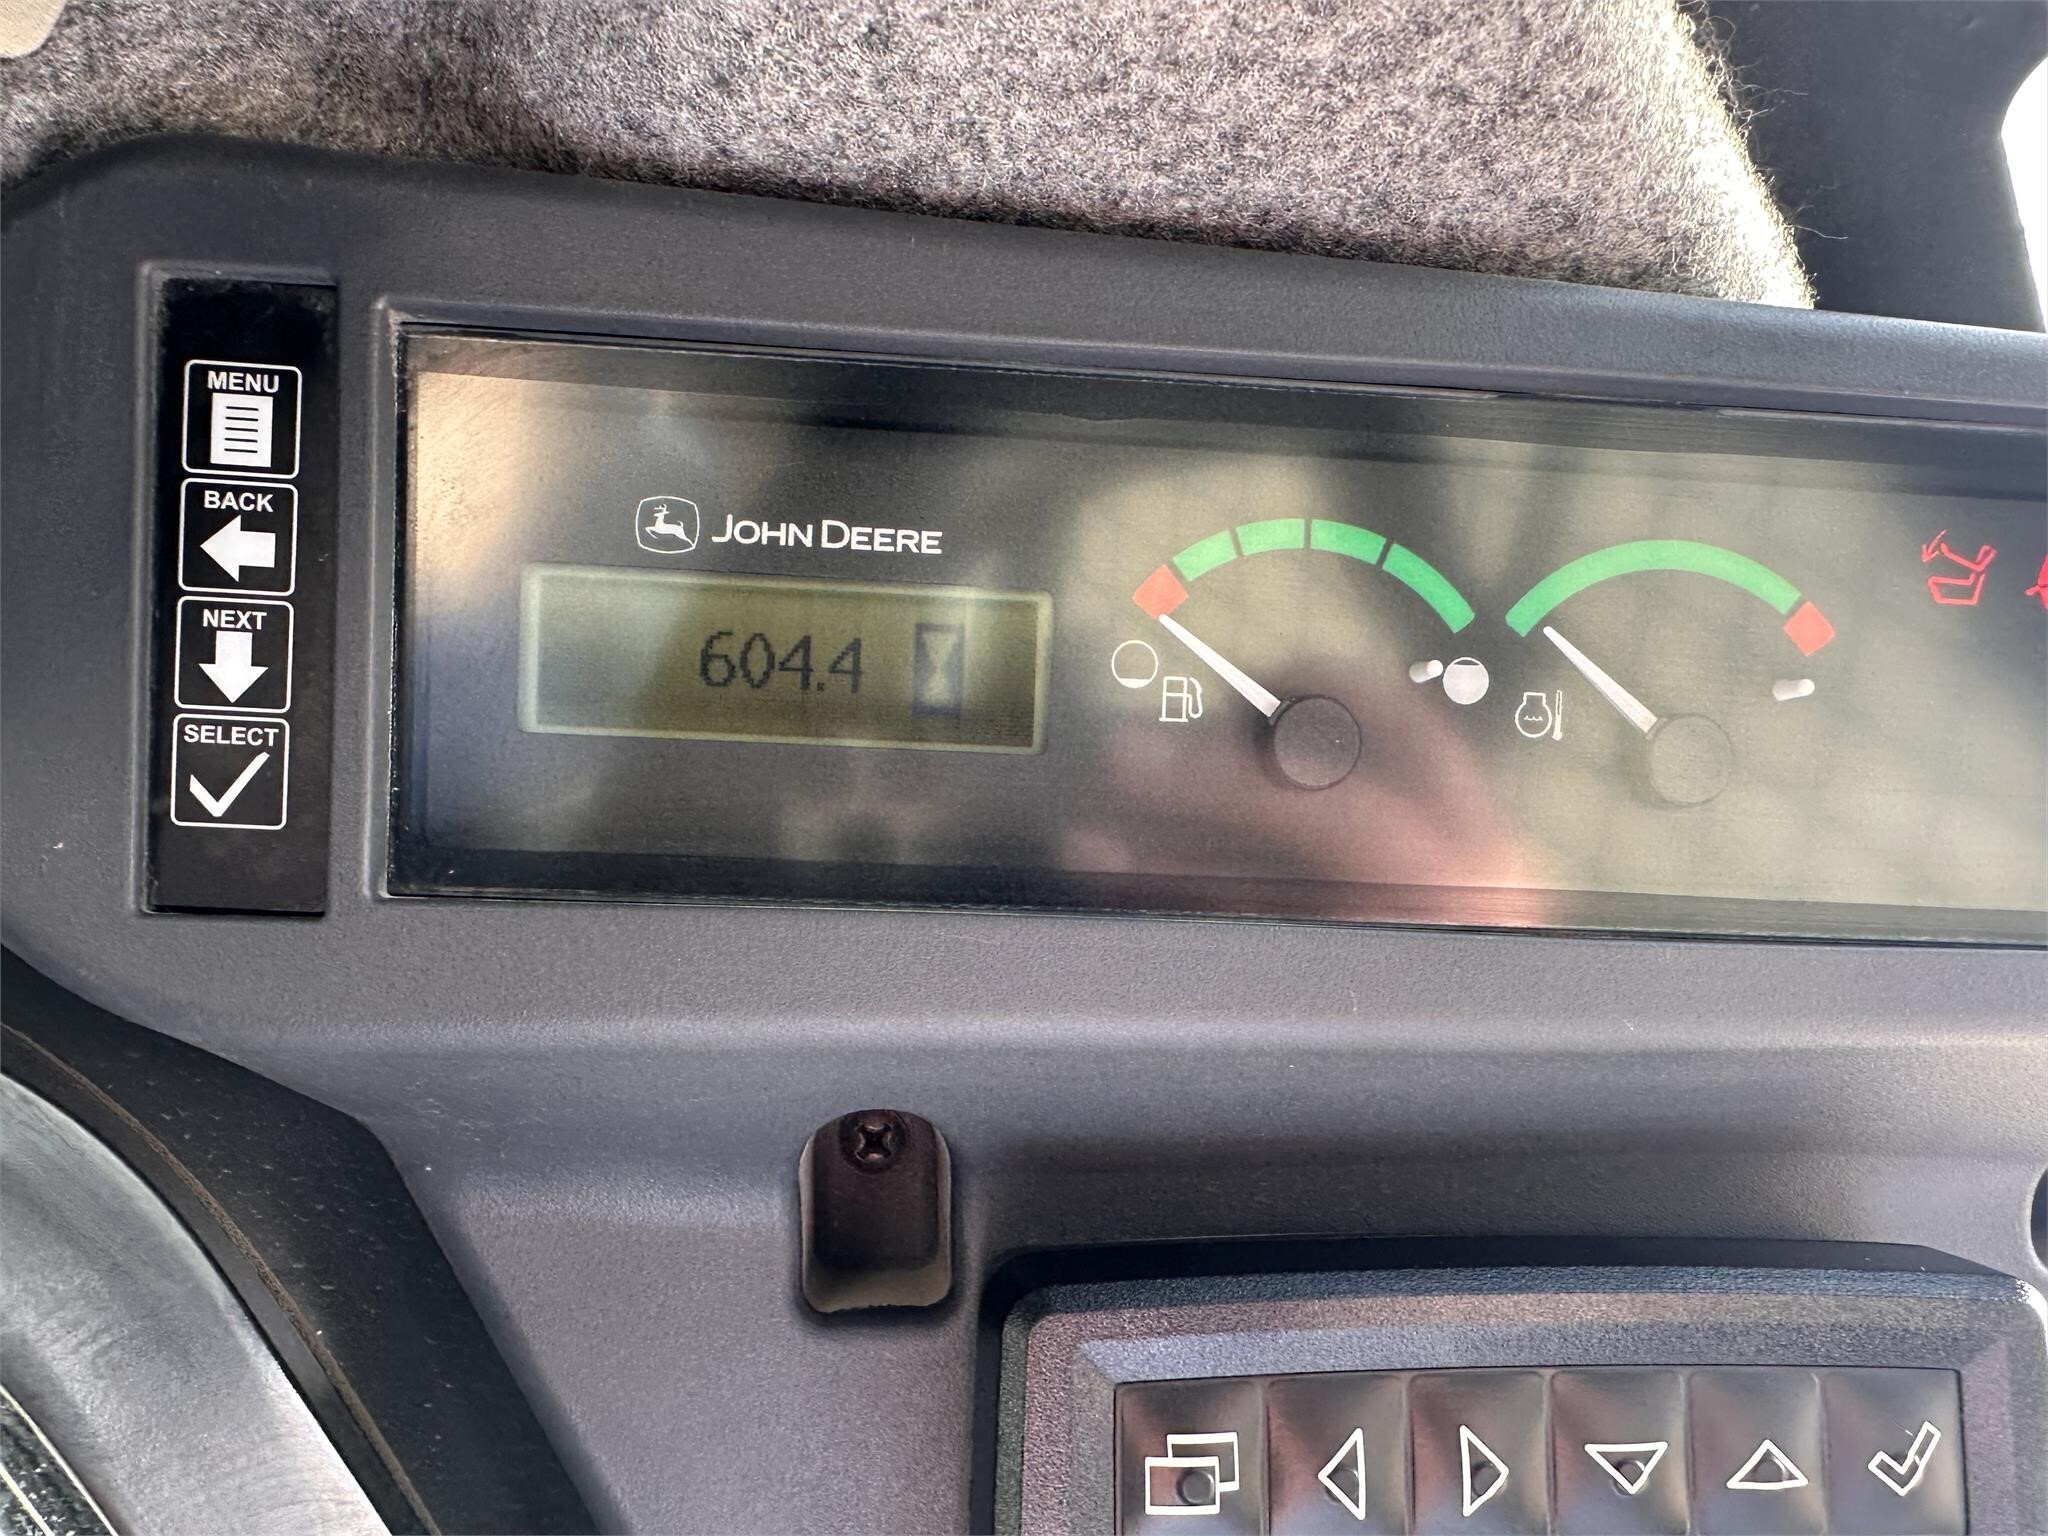 MENU
BACK
NEXT
SELECT
JOHN DEERE
604.4